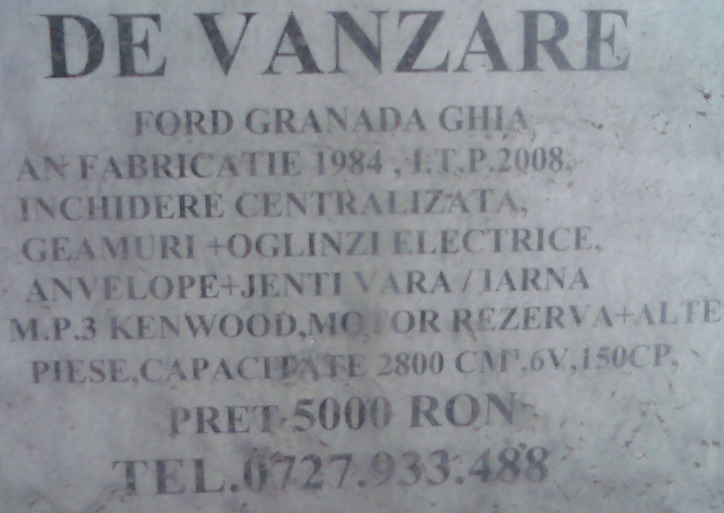 DE VANZARE
FORD GRANADA GHIA
AN FABRICATIE 1984 , I.T.P.2008,
INCHIDERE CENTRALIZATA,
GEAMURI +OGLINZI ELECTRICE,
ANVELOPE+JENTI VARA / IARNA
M.P.3 KENWOOD,MOTOR REZERVA+ALTE
PIESE,CAPACITATE 2800 CM³,6V,150CP,
PRET 5000 RON
TEL.0727.933.488